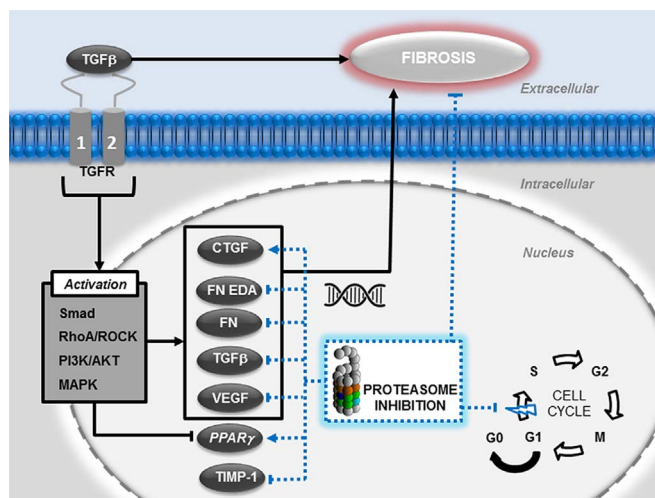 TGFβ
FIBROSIS
Extracellular
1 2
TGFR
Intracellular
Nucleus
Activation
Smad
RhoA/ROCK
PI3K/AKT
MAPK
CTGF
FN EDA
FN
TGFβ
VEGF
PPARγ
TIMP-1
PROTEASOME
INHIBITION
S
G2
CELL
CYCLE
G0
G1
M